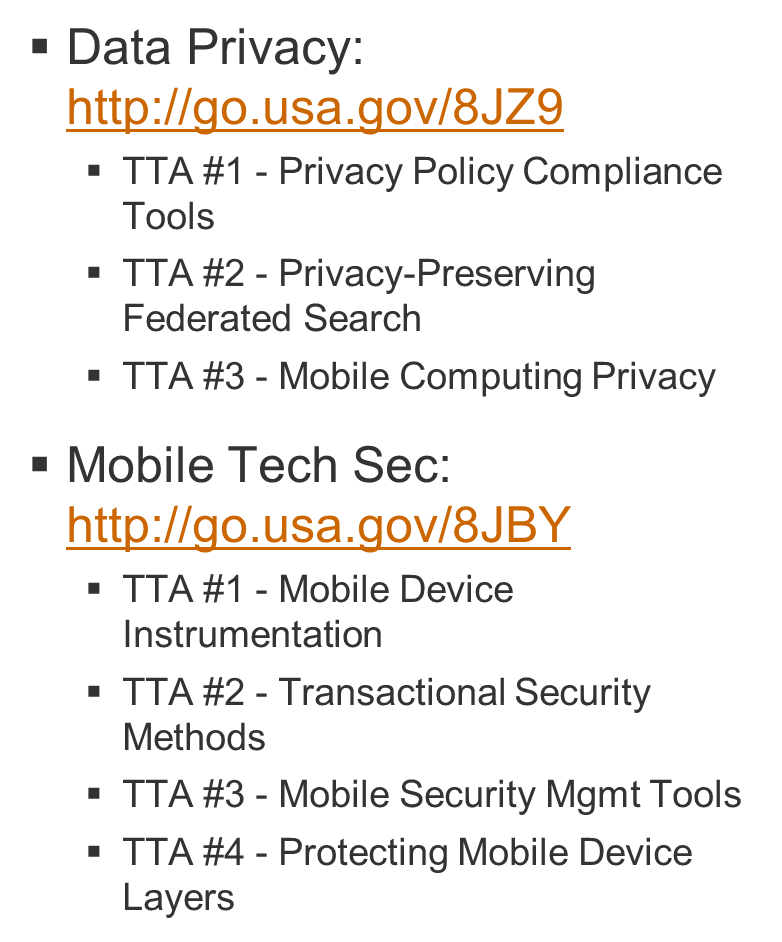 ▪ Data Privacy:
http://go.usa.gov/8JZ9
▪ TTA #1 - Privacy Policy Compliance
Tools
▪ TTA #2 - Privacy-Preserving
Federated Search
▪ TTA #3 - Mobile Computing Privacy
▪ Mobile Tech Sec:
http://go.usa.gov/8JBY
▪ TTA #1 - Mobile Device
Instrumentation
▪ TTA #2 - Transactional Security
Methods
▪ TTA #3 - Mobile Security Mgmt Tools
▪ TTA #4 - Protecting Mobile Device
Layers